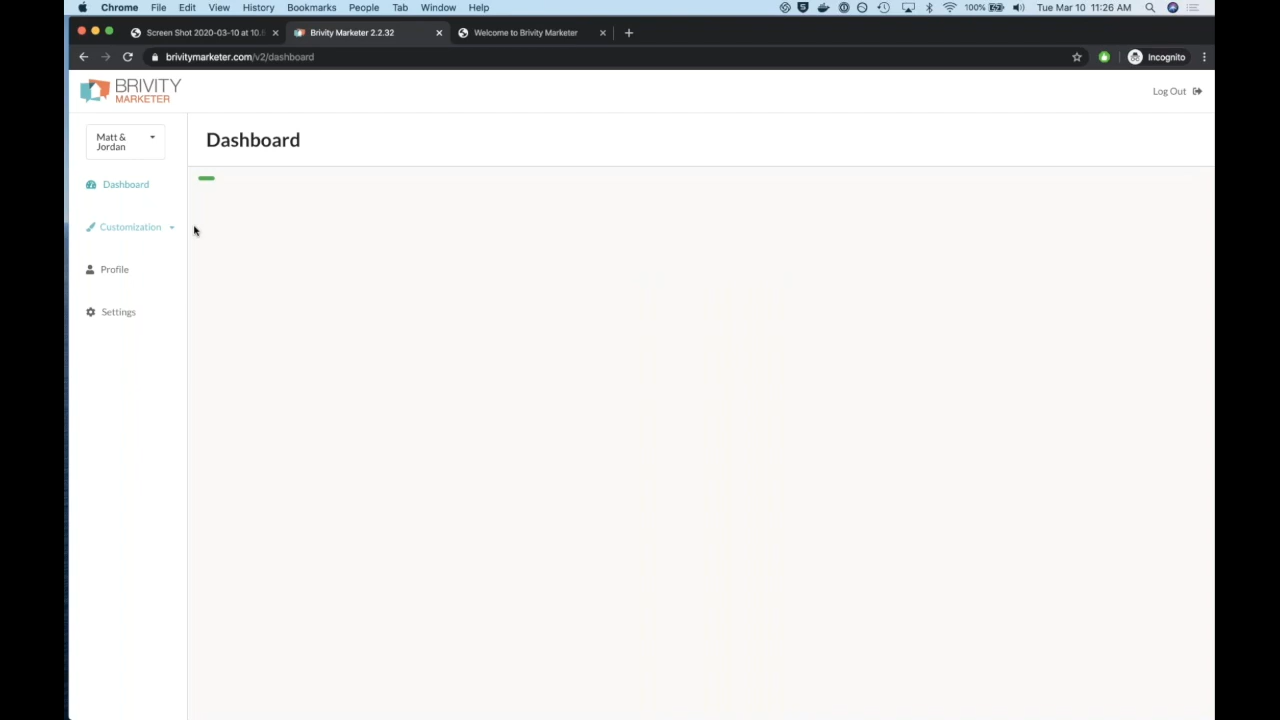 Chrome File Edit View History Bookmarks People Tab Window Help 100% Tue Mar 10 11:26 AM
Screen Shot 2020-03-10 at 10.8 Brivity Marketer 2.2.32 Welcome to Brivity Marketer
brivitymarketer.com/v2/dashboard Incognito
BRIVITY
MARKETER
Log Out
Matt &
Jordan
Dashboard
Dashboard
Customization
Profile
Settings